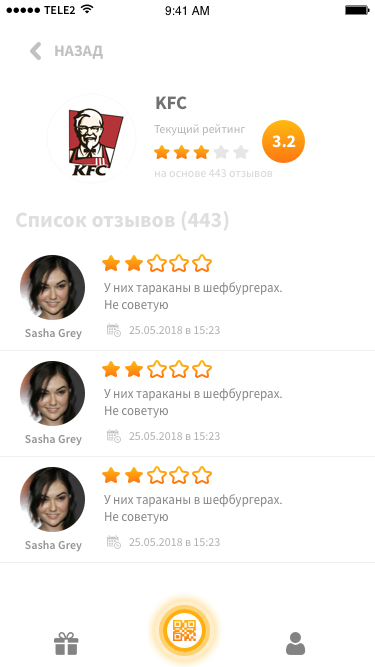 TELE2
9:41 AM
НАЗАД
KFC
Текущий рейтинг
3.2
на основе 443 отзывов
KFC
Список отзывов (443)
У них тараканы в шефбургерах.
Не советую
Sasha Grey
25.05.2018 в 15:23
У них тараканы в шефбургерах.
Не советую
Sasha Grey
25.05.2018 в 15:23
У них тараканы в шефбургерах.
Не советую
Sasha Grey
25.05.2018 в 15:23